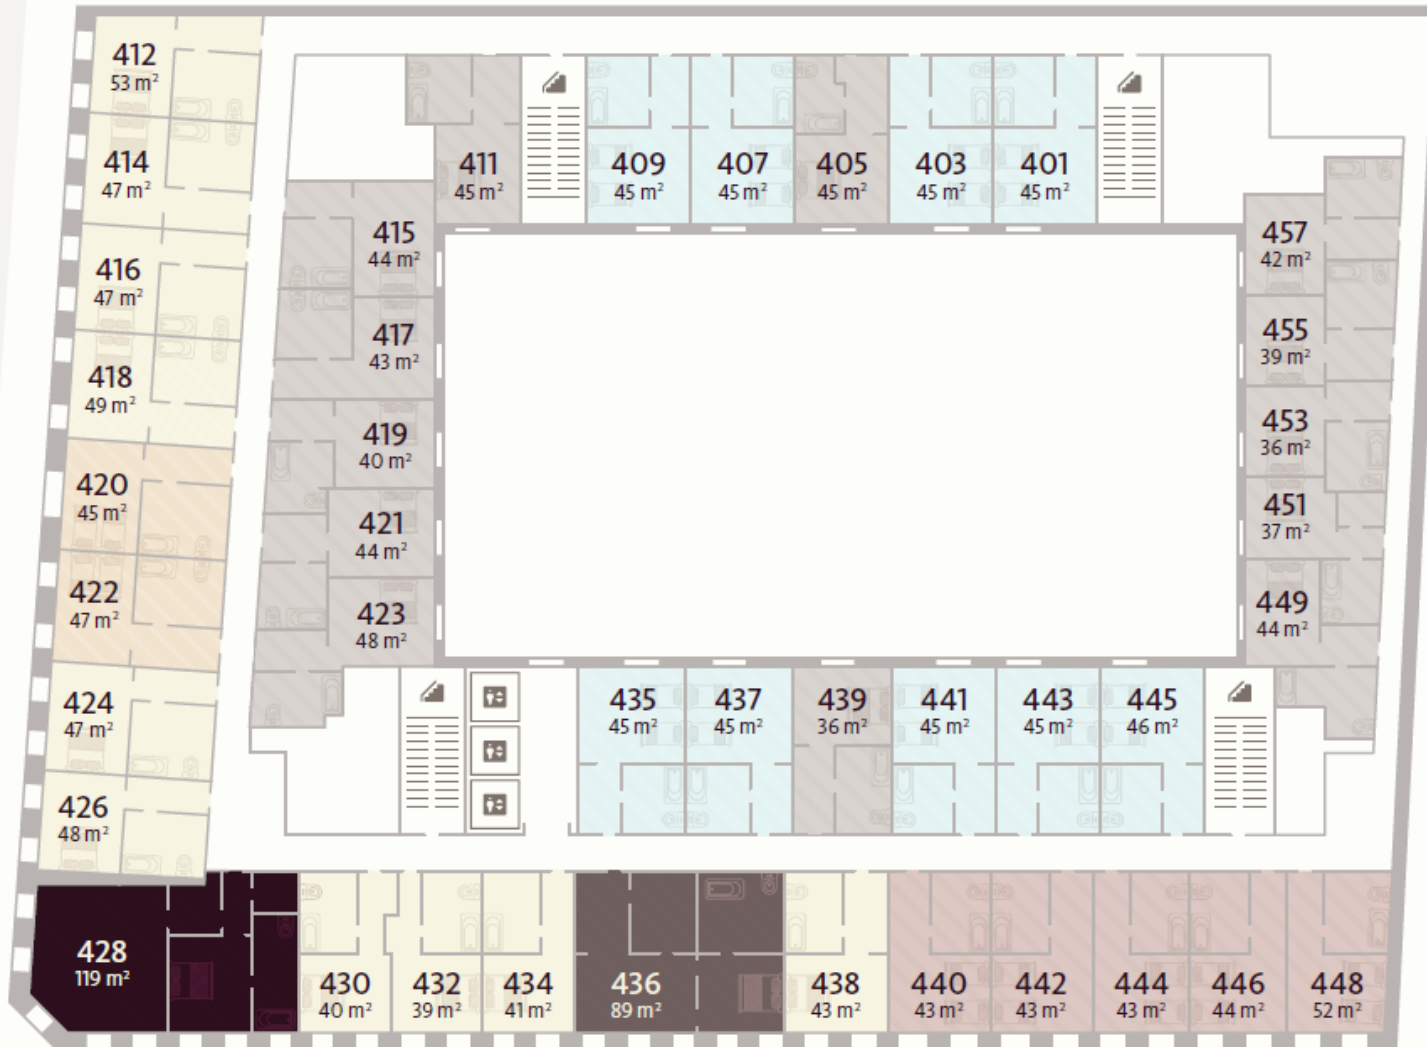 412
53 m²
414
47 m²
416
47 m²
418
49 m²
420
45 m²
422
47 m²
424
47 m²
426
48 m²
428
119 m²
411
45 m²
409
45 m²
407
45 m²
405
45 m²
403
45 m²
401
45 m²
415
44 m²
417
43 m²
419
40 m²
421
44 m²
423
48 m²
457
42 m²
455
39 m²
453
36 m²
451
37 m²
449
44 m²
435
45 m²
437
45 m²
439
36 m²
441
45 m²
443
45 m²
445
46 m²
430
40 m²
432
39 m²
434
41 m²
436
89 m²
438
43 m²
440
43 m²
442
43 m²
444
43 m²
446
44 m²
448
52 m²